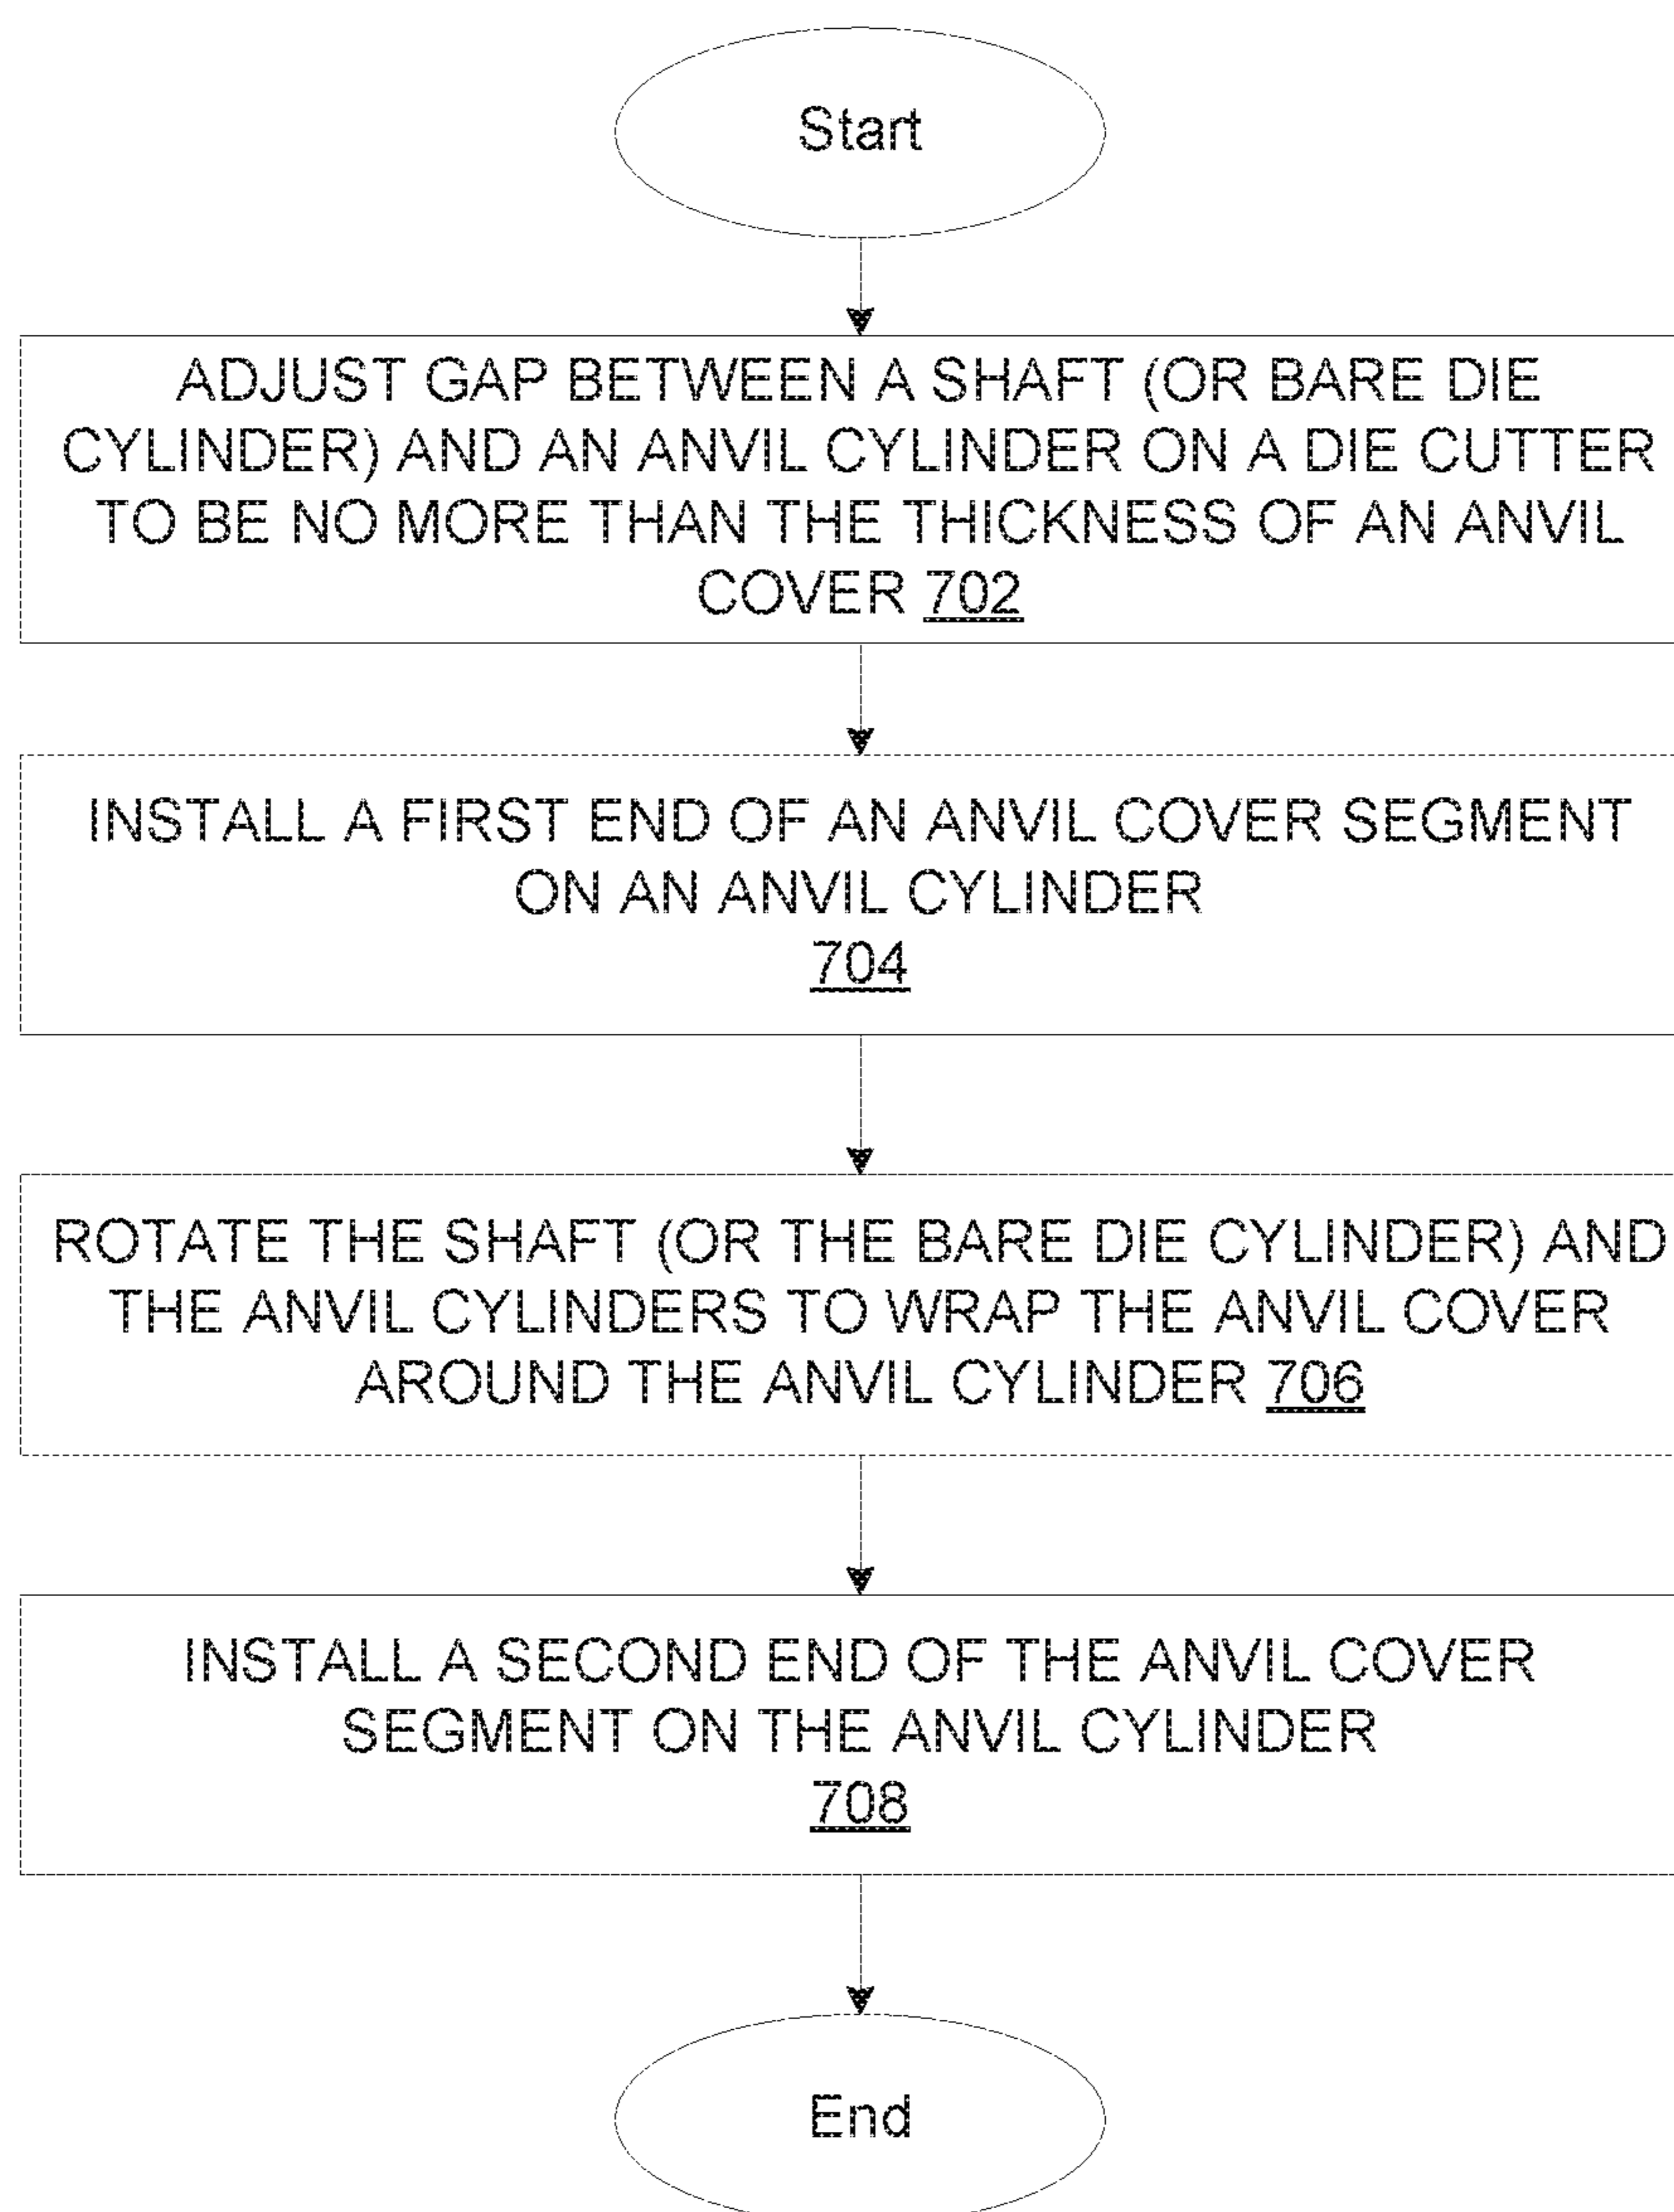 Start
ADJUST GAP BETWEEN A SHAFT (OR BARE DIE
CYLINDER) AND AN ANVIL CYLINDER ON A DIE CUTTER
TO BE NO MORE THAN THE THICKNESS OF AN ANVIL
COVER 702
INSTALL A FIRST END OF AN ANVIL COVER SEGMENT
ON AN ANVIL CYLINDER
704
ROTATE THE SHAFT (OR THE BARE DIE CYLINDER) AND
THE ANVIL CYLINDERS TO WRAP THE ANVIL COVER
AROUND THE ANVIL CYLINDER 706
INSTALL A SECOND END OF THE ANVIL COVER
SEGMENT ON THE ANVIL CYLINDER
708
End